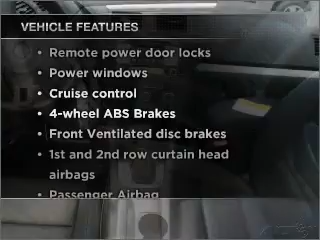 VEHICLE FEATURES
• Remote power door locks
• Power windows
• Cruise control
• 4-wheel ABS Brakes
• Front Ventilated disc brakes
• 1st and 2nd row curtain head
airbags
• Passenger Airbag